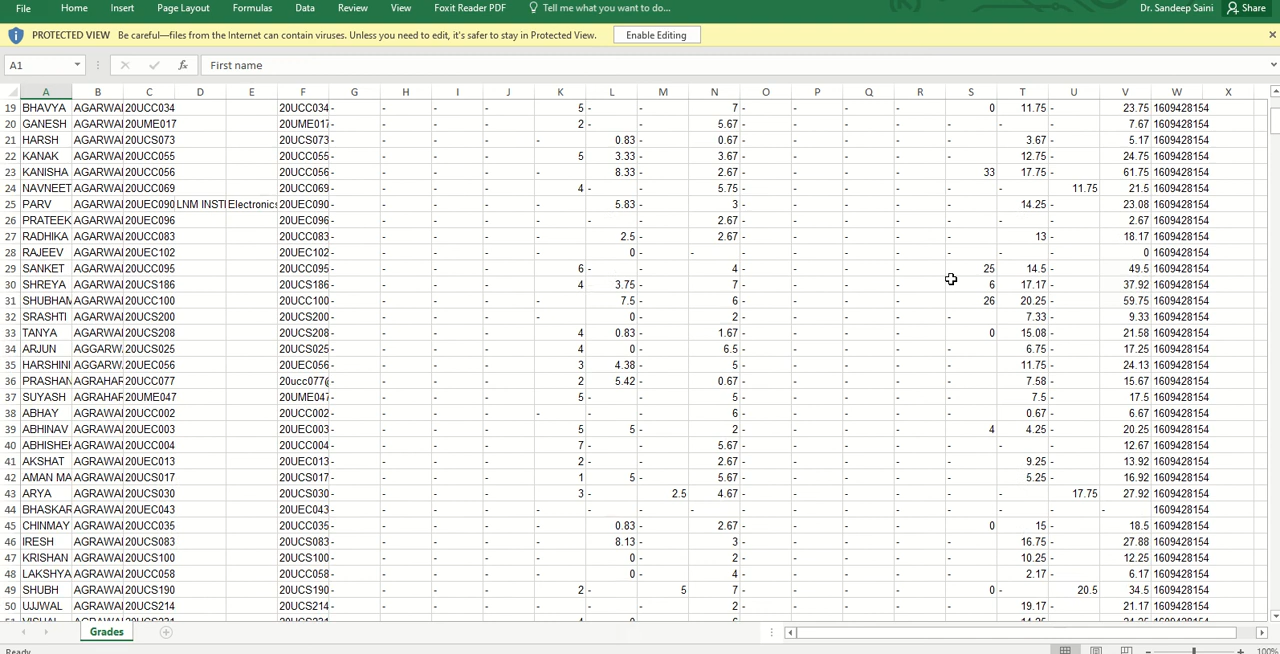 File Home Insert Page Layout Formulas Data Review View Foxit Reader PDF Tell me what you want to do... Dr. Sandeep Saini Share
PROTECTED VIEW Be careful—files from the Internet can contain viruses. Unless you need to edit, it's safer to stay in Protected View. Enable Editing
A1 fx First name
A B C D E F G H I J K L M N O P Q R S T U V W X
19 BHAVYA AGARWAL 20UCC034 20UCC034 - - - - 5 - 7 - - - - 0 11.75 - 23.75 1609428154
20 GANESH AGARWAL 20UME017 20UME017 - - - - 2 - 5.67 - - - - - - - 7.67 1609428154
21 HARSH AGARWAL 20UCS073 20UCS073 - - - - - 0.83 - 0.67 - - - - - 3.67 - 5.17 1609428154
22 KANAK AGARWAL 20UCC055 20UCC055 - - - - 5 3.33 - 3.67 - - - - - 12.75 - 24.75 1609428154
23 KANISHA AGARWAL 20UCC056 20UCC056 - - - - - 8.33 - 2.67 - - - - 33 17.75 - 61.75 1609428154
24 NAVNEET AGARWAL 20UCC069 20UCC069 - - - - 4 - 5.75 - - - - - - 11.75 21.5 1609428154
25 PARV AGARWAL 20UEC090 LNM INSTI Electronics 20UEC090 - - - - - 5.83 - 3 - - - - - 14.25 - 23.08 1609428154
26 PRATEEK AGARWAL 20UEC096 20UEC096 - - - - - - - 2.67 - - - - - - - 2.67 1609428154
27 RADHIKA AGARWAL 20UCC083 20UCC083 - - - - - 2.5 - 2.67 - - - - - 13 - 18.17 1609428154
28 RAJEEV AGARWAL 20UEC102 20UEC102 - - - - - 0 - - - - - - - - - 0 1609428154
29 SANKET AGARWAL 20UCC095 20UCC095 - - - - 6 - 4 - - - - 25 14.5 - 49.5 1609428154
30 SHREYA AGARWAL 20UCS186 20UCS186 - - - - 4 3.75 - 7 - - - - 6 17.17 - 37.92 1609428154
31 SHUBHAM AGARWAL 20UCC100 20UCC100 - - - - - 7.5 - 6 - - - - 26 20.25 - 59.75 1609428154
32 SRASHTI AGARWAL 20UCS200 20UCS200 - - - - - 0 - 2 - - - - - 7.33 - 9.33 1609428154
33 TANYA AGARWAL 20UCS208 20UCS208 - - - - 4 0.83 - 1.67 - - - - 0 15.08 - 21.58 1609428154
34 ARJUN AGGARW 20UCS025 20UCS025 - - - - 4 0 - 6.5 - - - - - 6.75 - 17.25 1609428154
35 HARSHINI AGGARW 20UEC056 20UEC056 - - - - 3 4.38 - 5 - - - - - 11.75 - 24.13 1609428154
36 PRASHAN AGRAHAR 20UCC077 20ucc077@ - - - - 2 5.42 - 0.67 - - - - - 7.58 - 15.67 1609428154
37 SUYASH AGRAHAR 20UME047 20UME047 - - - - 5 - 5 - - - - - 7.5 - 17.5 1609428154
38 ABHAY AGRAWAL 20UCC002 20UCC002 - - - - - - - 6 - - - - - 0.67 - 6.67 1609428154
39 ABHINAV AGRAWAL 20UEC003 20UEC003 - - - - 5 5 - 2 - - - - 4 4.25 - 20.25 1609428154
40 ABHISHEK AGRAWAL 20UCC004 20UCC004 - - - - 7 - 5.67 - - - - - - - 12.67 1609428154
41 AKSHAT AGRAWAL 20UEC013 20UEC013 - - - - 2 - 2.67 - - - - - 9.25 - 13.92 1609428154
42 AMAN MA AGRAWAL 20UCS017 20UCS017 - - - - 1 5 - 5.67 - - - - - 5.25 - 16.92 1609428154
43 ARYA AGRAWAL 20UCS030 20UCS030 - - - - 3 - 2.5 4.67 - - - - - - 17.75 27.92 1609428154
44 BHASKAR AGRAWAL 20UEC043 20UEC043 - - - - - - - - - - - - - - - - 1609428154
45 CHINMAY AGRAWAL 20UCC035 20UCC035 - - - - - 0.83 - 2.67 - - - - 0 15 - 18.5 1609428154
46 IRESH AGRAWAL 20UCS083 20UCS083 - - - - - 8.13 - 3 - - - - - 16.75 - 27.88 1609428154
47 KRISHAN AGRAWAL 20UCS100 20UCS100 - - - - - 0 - 2 - - - - - 10.25 - 12.25 1609428154
48 LAKSHYA AGRAWAL 20UCC058 20UCC058 - - - - - 0 - 4 - - - - - 2.17 - 6.17 1609428154
49 SHUBH AGRAWAL 20UCS190 20UCS190 - - - - 2 - 5 7 - - - - 0 - 20.5 34.5 1609428154
50 UJJWAL AGRAWAL 20UCS214 20UCS214 - - - - - - - 2 - - - - - 19.17 - 21.17 1609428154
Grades
Ready 100%